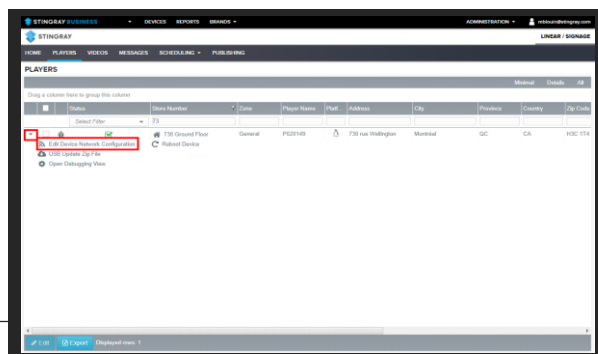 STINGRAY BUSINESS DEVICES REPORTS BRANDS ADMINISTRATION mblouin@stingray.com
STINGRAY LINEAR / SIGNAGE
HOME PLAYERS VIDEOS MESSAGES SCHEDULING PUBLISHING
PLAYERS
Minimal Details All
Drag a column here to group this column
Status Store Number Zone Player Name Platf... Address City Province Country Zip Code
Select Filter 73
730 Ground Floor General P028149 730 rue Wellington Montréal QC CA H3C 1T4
Edit Device Network Configuration Reboot Device
USB Update Zip File
Open Debugging View
Edit Export Displayed rows: 1